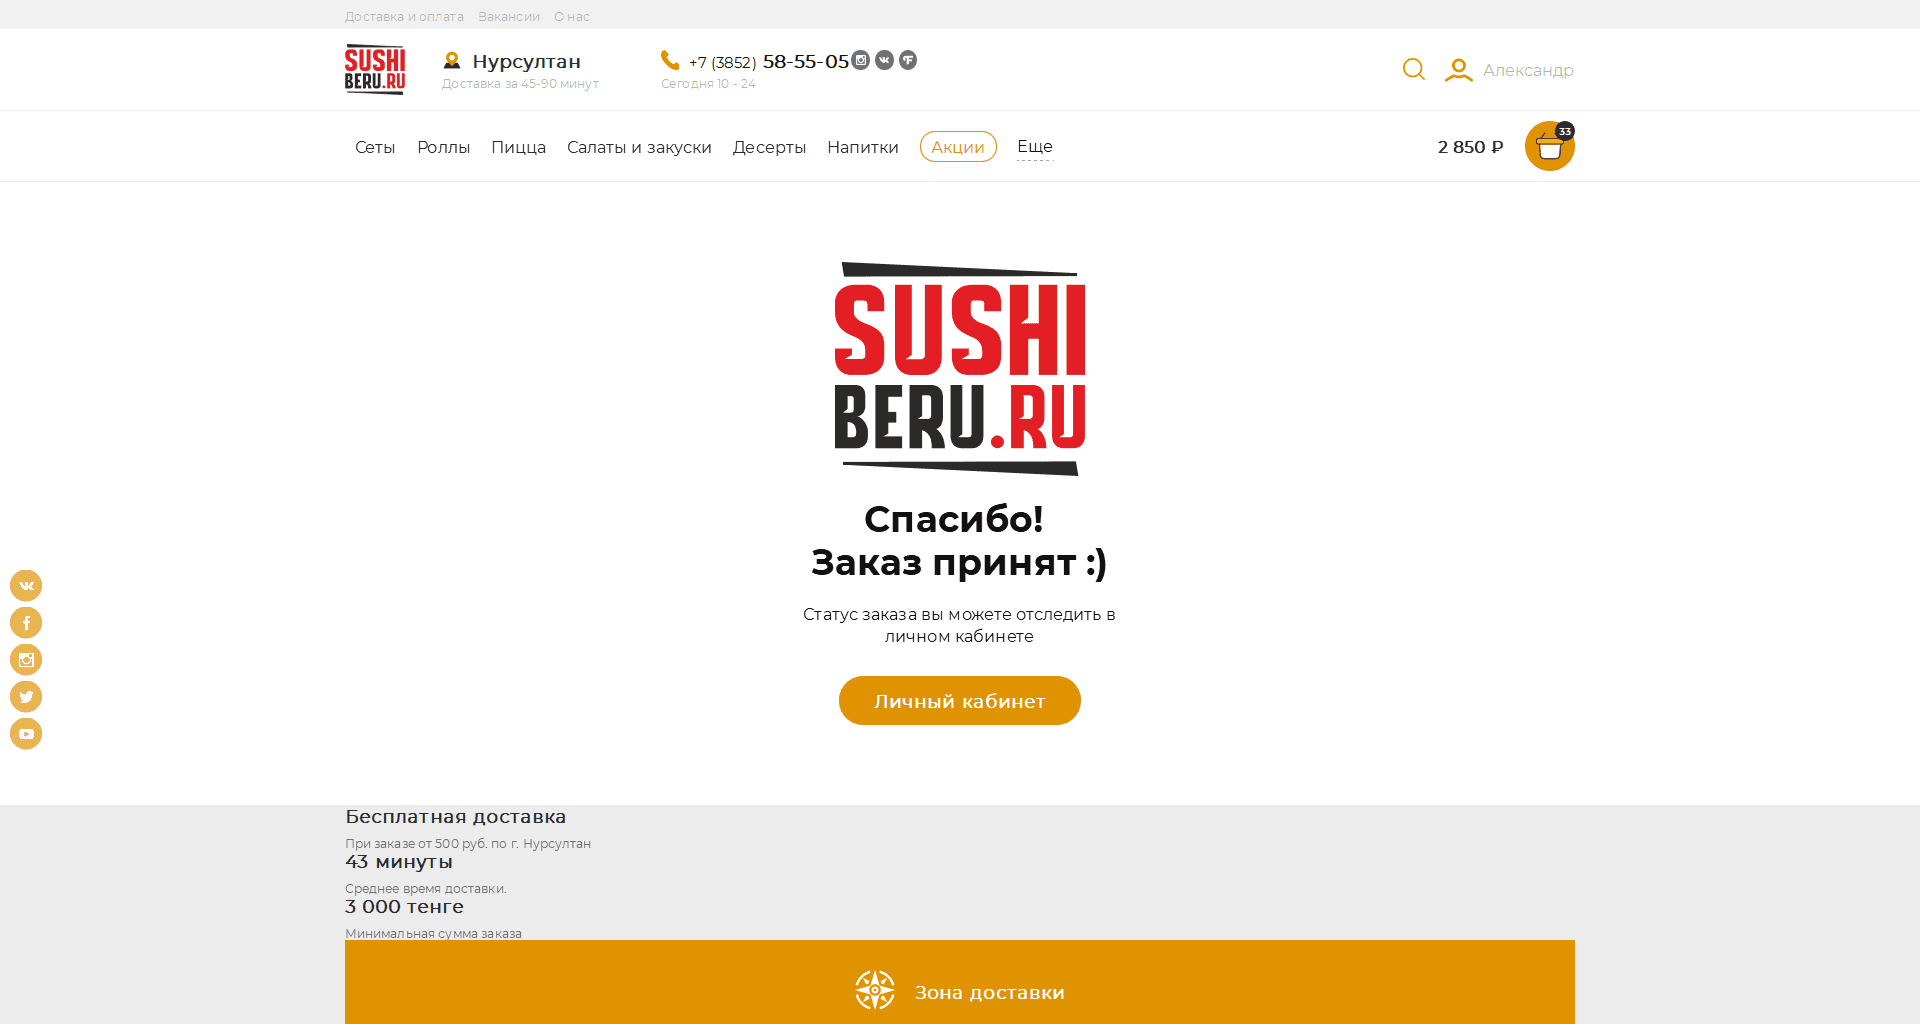 Доставка и оплата Вакансии О нас
SUSHI
BERU.RU
Нурсултан
Доставка за 45-90 минут
+7 (3852) 58-55-05
Сегодня 10 - 24
Александр
Сеты Роллы Пицца Салаты и закуски Десерты Напитки Акции Еще
2 850 ₽
33
SUSHI
BERU.RU
Спасибо!
Заказ принят :)
Статус заказа вы можете отследить в
личном кабинете
Личный кабинет
Бесплатная доставка
При заказе от 500 руб. по г. Нурсултан
43 минуты
Среднее время доставки.
3 000 тенге
Минимальная сумма заказа
Зона доставки